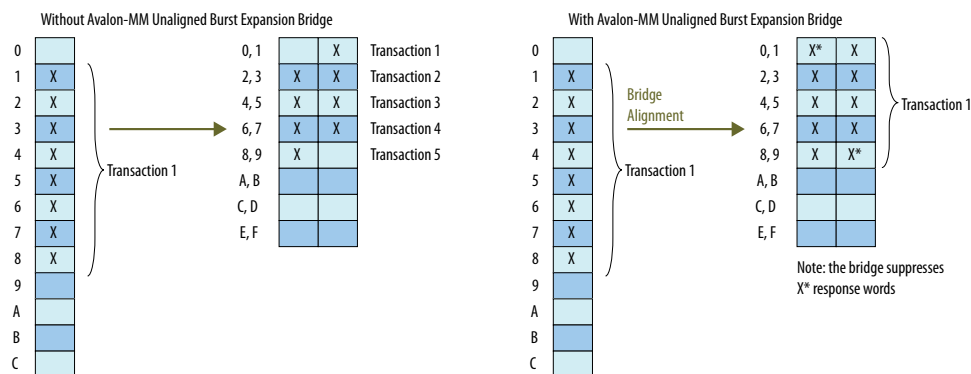 Without Avalon-MM Unaligned Burst Expansion Bridge
0
1 X
2 X
3 X
4 X
5 X
6 X
7 X
8 X
9
A
B
C
Transaction 1
0, 1 X Transaction 1
2, 3 X X Transaction 2
4, 5 X X Transaction 3
6, 7 X X Transaction 4
8, 9 X Transaction 5
A, B
C, D
E, F
With Avalon-MM Unaligned Burst Expansion Bridge
0
1 X
2 X
3 X
4 X
5 X
6 X
7 X
8 X
9
A
B
C
Transaction 1
Bridge
Alignment
0, 1 X* X
2, 3 X X
4, 5 X X
6, 7 X X
8, 9 X X*
A, B
C, D
E, F
Transaction 1
Note: the bridge suppresses
X* response words